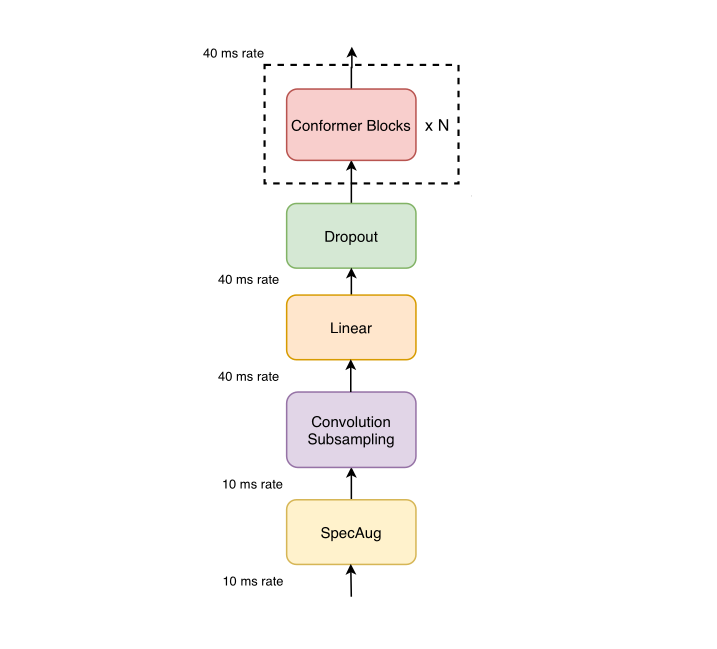 40 ms rate
Conformer Blocks
x N
Dropout
40 ms rate
Linear
40 ms rate
Convolution
Subsampling
10 ms rate
SpecAug
10 ms rate